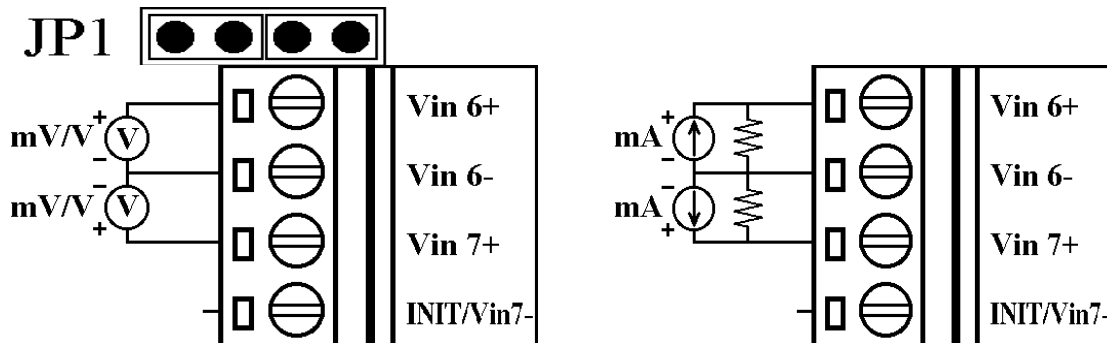 JP1
mV/V + V -
mV/V - V +
Vin 6+
Vin 6-
Vin 7+
INIT/Vin7-
mA + -
mA - +
Vin 6+
Vin 6-
Vin 7+
INIT/Vin7-